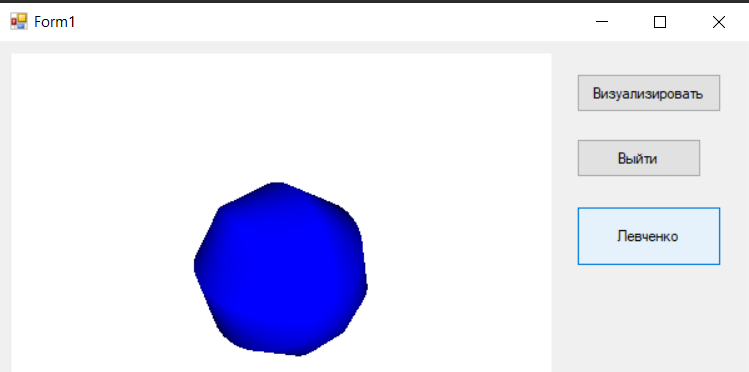 Form1
Визуализировать
Выйти
Левченко